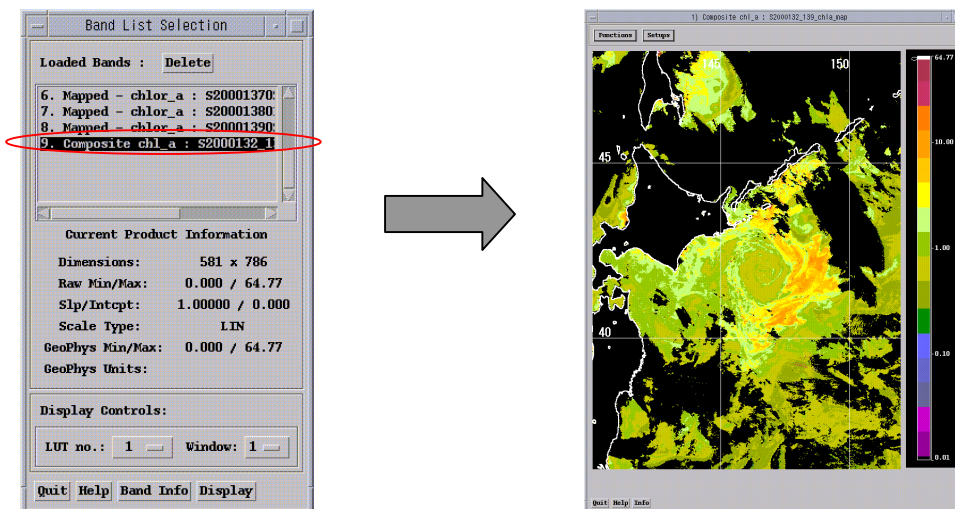 Band List Selection
Loaded Bands : Delete
6. Mapped - chlor_a : S20001370
7. Mapped - chlor_a : S20001380
8. Mapped - chlor_a : S20001390
9. Composite chl_a : S2000132_1
Current Product Information
Dimensions: 581 x 786
Raw Min/Max: 0.000 / 64.77
Slp/Intcpt: 1.00000 / 0.000
Scale Type: LIN
GeoPhys Min/Max: 0.000 / 64.77
GeoPhys Units:
Display Controls:
LUT no.: 1 Window: 1
Quit Help Band Info Display
1) Composite chl_a : S2000132_139_chla_map
Functions Setups
145 150
45
40
64.77
10.00
1.00
0.10
0.01
Quit Help Info